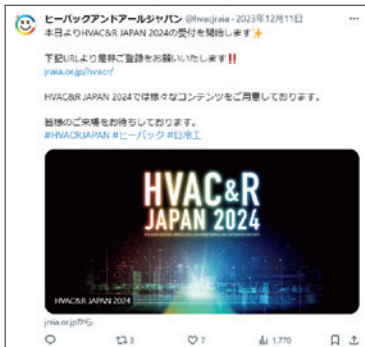 ヒーバックアンドアールジャパン @hvacjraia・2023年12月11日
本日よりHVAC&R JAPAN 2024の受付を開始します✨
下記URLより是非ご登録をお願いいたします‼
jraia.or.jp/hvacr/
HVAC&R JAPAN 2024では様々なコンテンツをご用意しております。
皆様のご来場をお待ちしております。
#HVACRJAPAN #ヒーバック #日冷工
HVAC&R
JAPAN 2024
HVAC&R JAPAN 2024
jraia.or.jpから
3 7 1,770